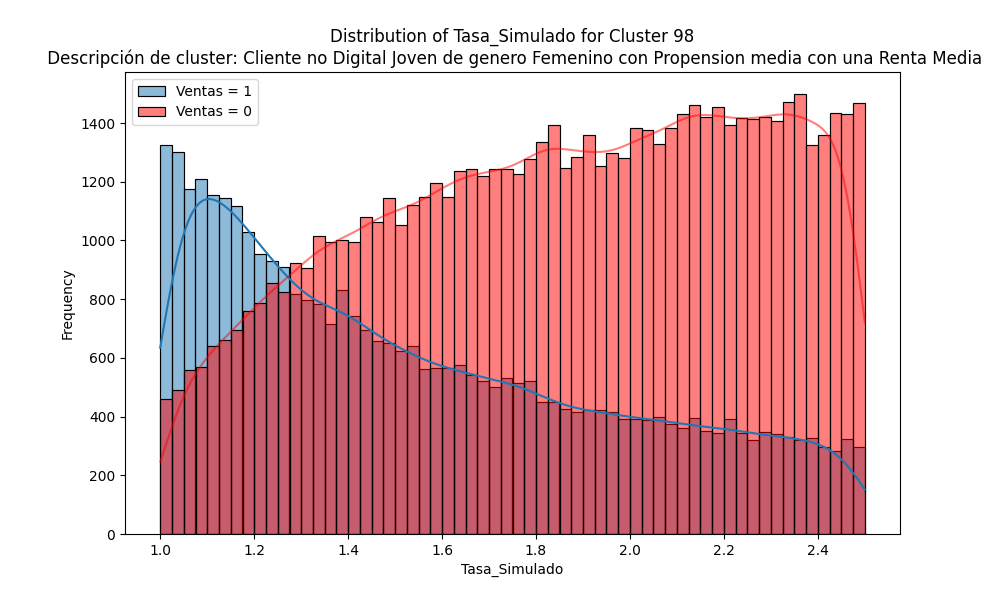 Distribution of Tasa_Simulado for Cluster 98
Descripción de cluster: Cliente no Digital Joven de genero Femenino con Propension media con una Renta Media
Ventas = 1
Ventas = 0
Frequency
1400
1200
1000
800
600
400
200
0
1.0 1.2 1.4 1.6 1.8 2.0 2.2 2.4
Tasa_Simulado